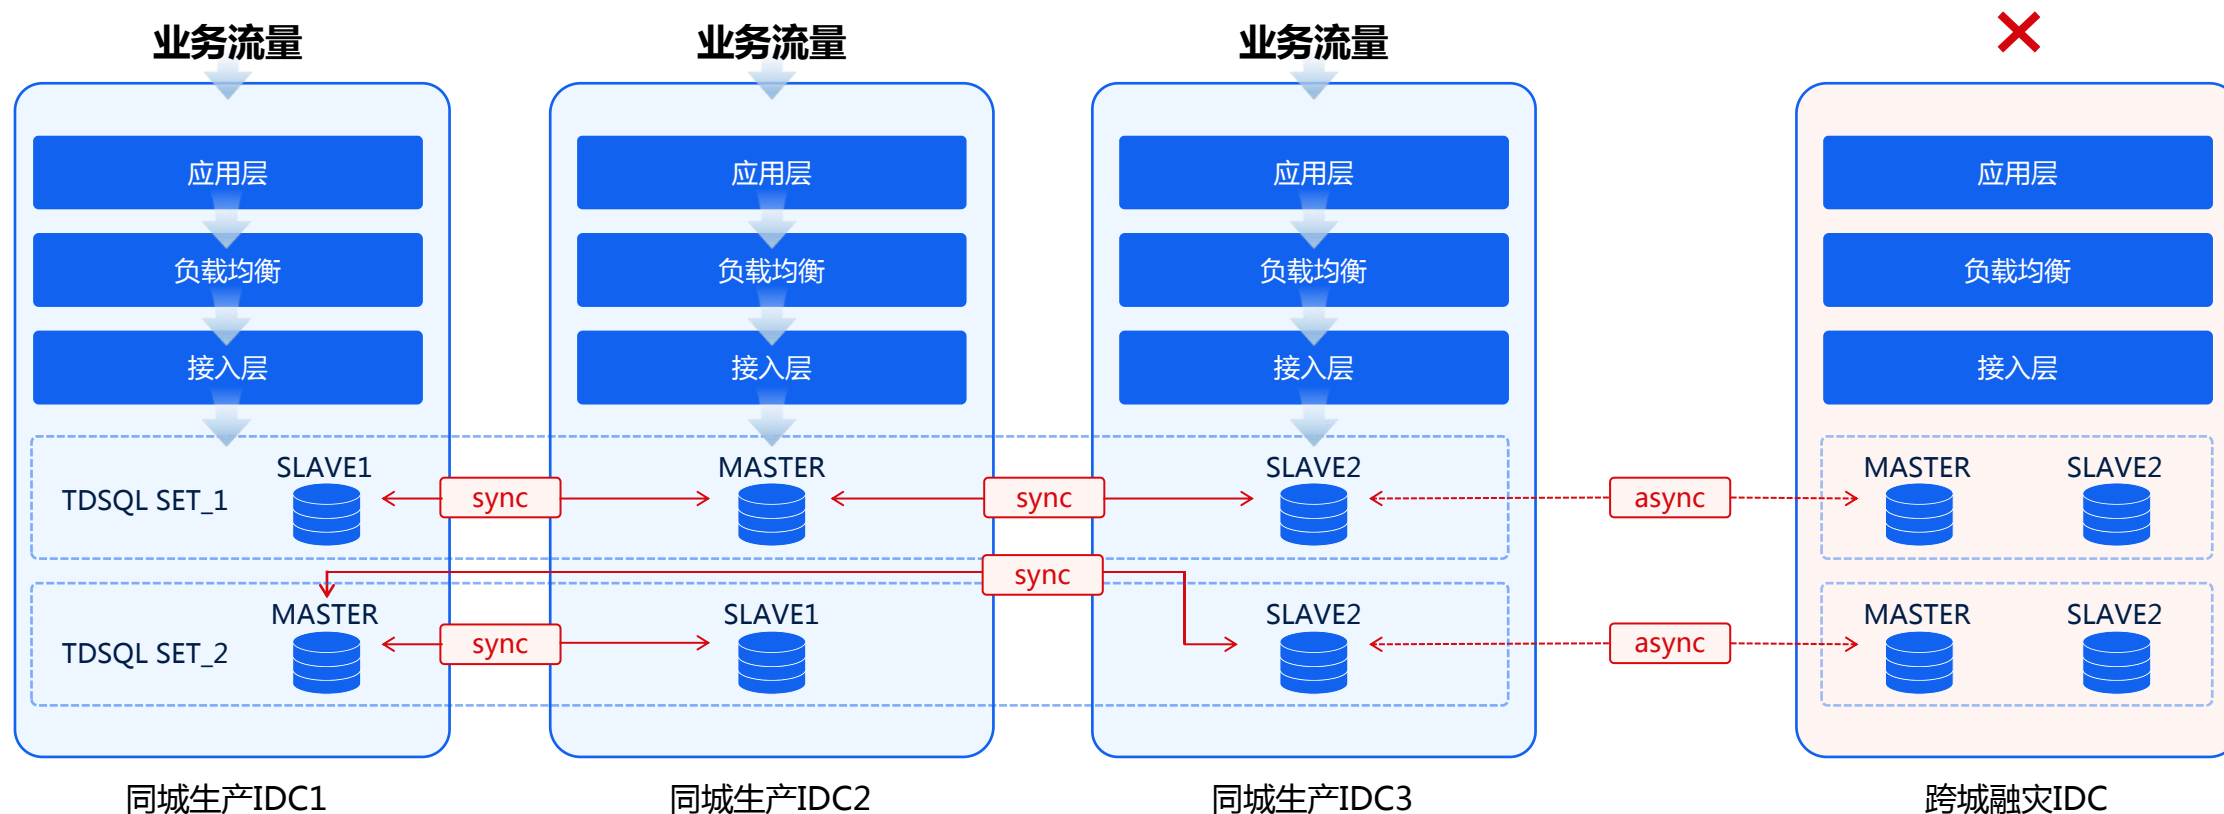 业务流量
业务流量
业务流量
应用层
应用层
应用层
应用层
负载均衡
负载均衡
负载均衡
负载均衡
接入层
接入层
接入层
接入层
TDSQL SET_1
SLAVE1
sync
MASTER
sync
SLAVE2
async
MASTER
SLAVE2
sync
TDSQL SET_2
MASTER
sync
SLAVE1
SLAVE2
async
MASTER
SLAVE2
同城生产IDC1
同城生产IDC2
同城生产IDC3
跨城融灾IDC